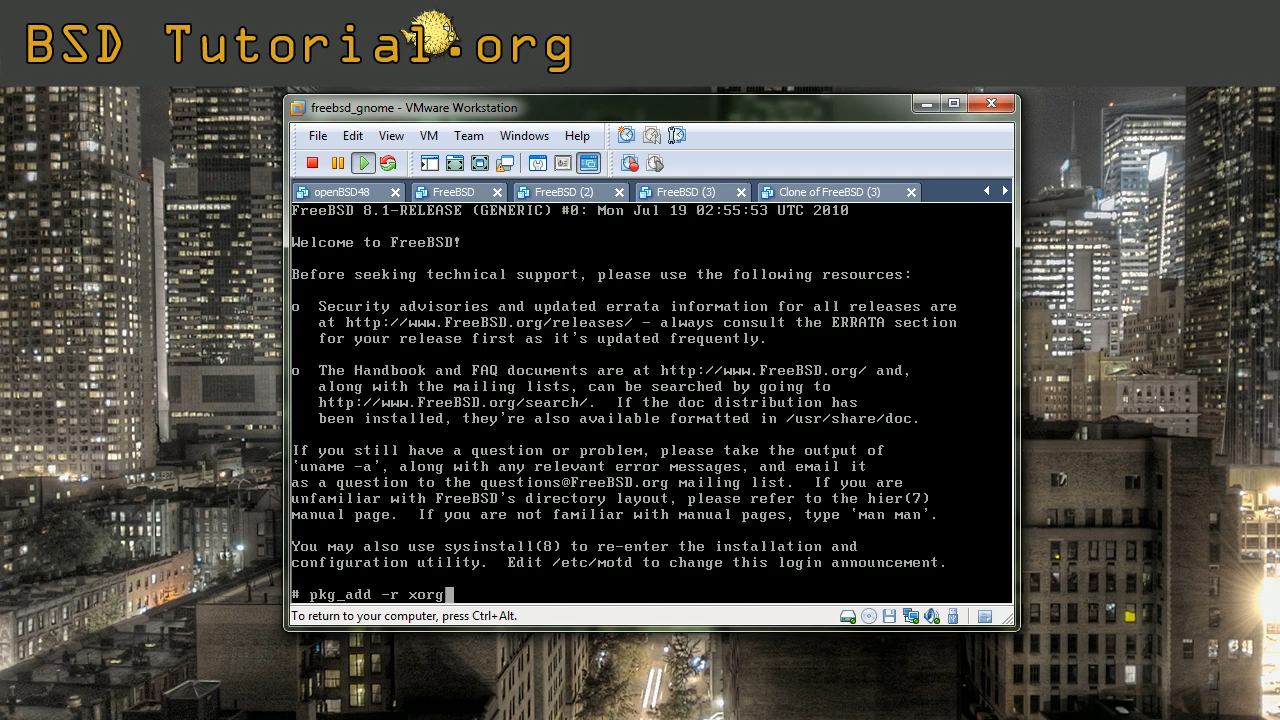 BSD Tutorial.org
freebsd_gnome - VMware Workstation
File Edit View VM Team Windows Help
openBSD48 FreeBSD FreeBSD (2) FreeBSD (3) Clone of FreeBSD (3)
FreeBSD 8.1-RELEASE (GENERIC) #0: Mon Jul 19 02:55:53 UTC 2010
Welcome to FreeBSD!
Before seeking technical support, please use the following resources:
o Security advisories and updated errata information for all releases are
at http://www.FreeBSD.org/releases/ - always consult the ERRATA section
for your release first as it's updated frequently.
o The Handbook and FAQ documents are at http://www.FreeBSD.org/ and,
along with the mailing lists, can be searched by going to
http://www.FreeBSD.org/search/. If the doc distribution has
been installed, they're also available formatted in /usr/share/doc.
If you still have a question or problem, please take the output of
`uname -a', along with any relevant error messages, and email it
as a question to the questions@FreeBSD.org mailing list. If you are
unfamiliar with FreeBSD's directory layout, please refer to the hier(7)
manual page. If you are not familiar with manual pages, type `man man'.
You may also use sysinstall(8) to re-enter the installation and
configuration utility. Edit /etc/motd to change this login announcement.
# pkg_add -r xorg
To return to your computer, press Ctrl+Alt.